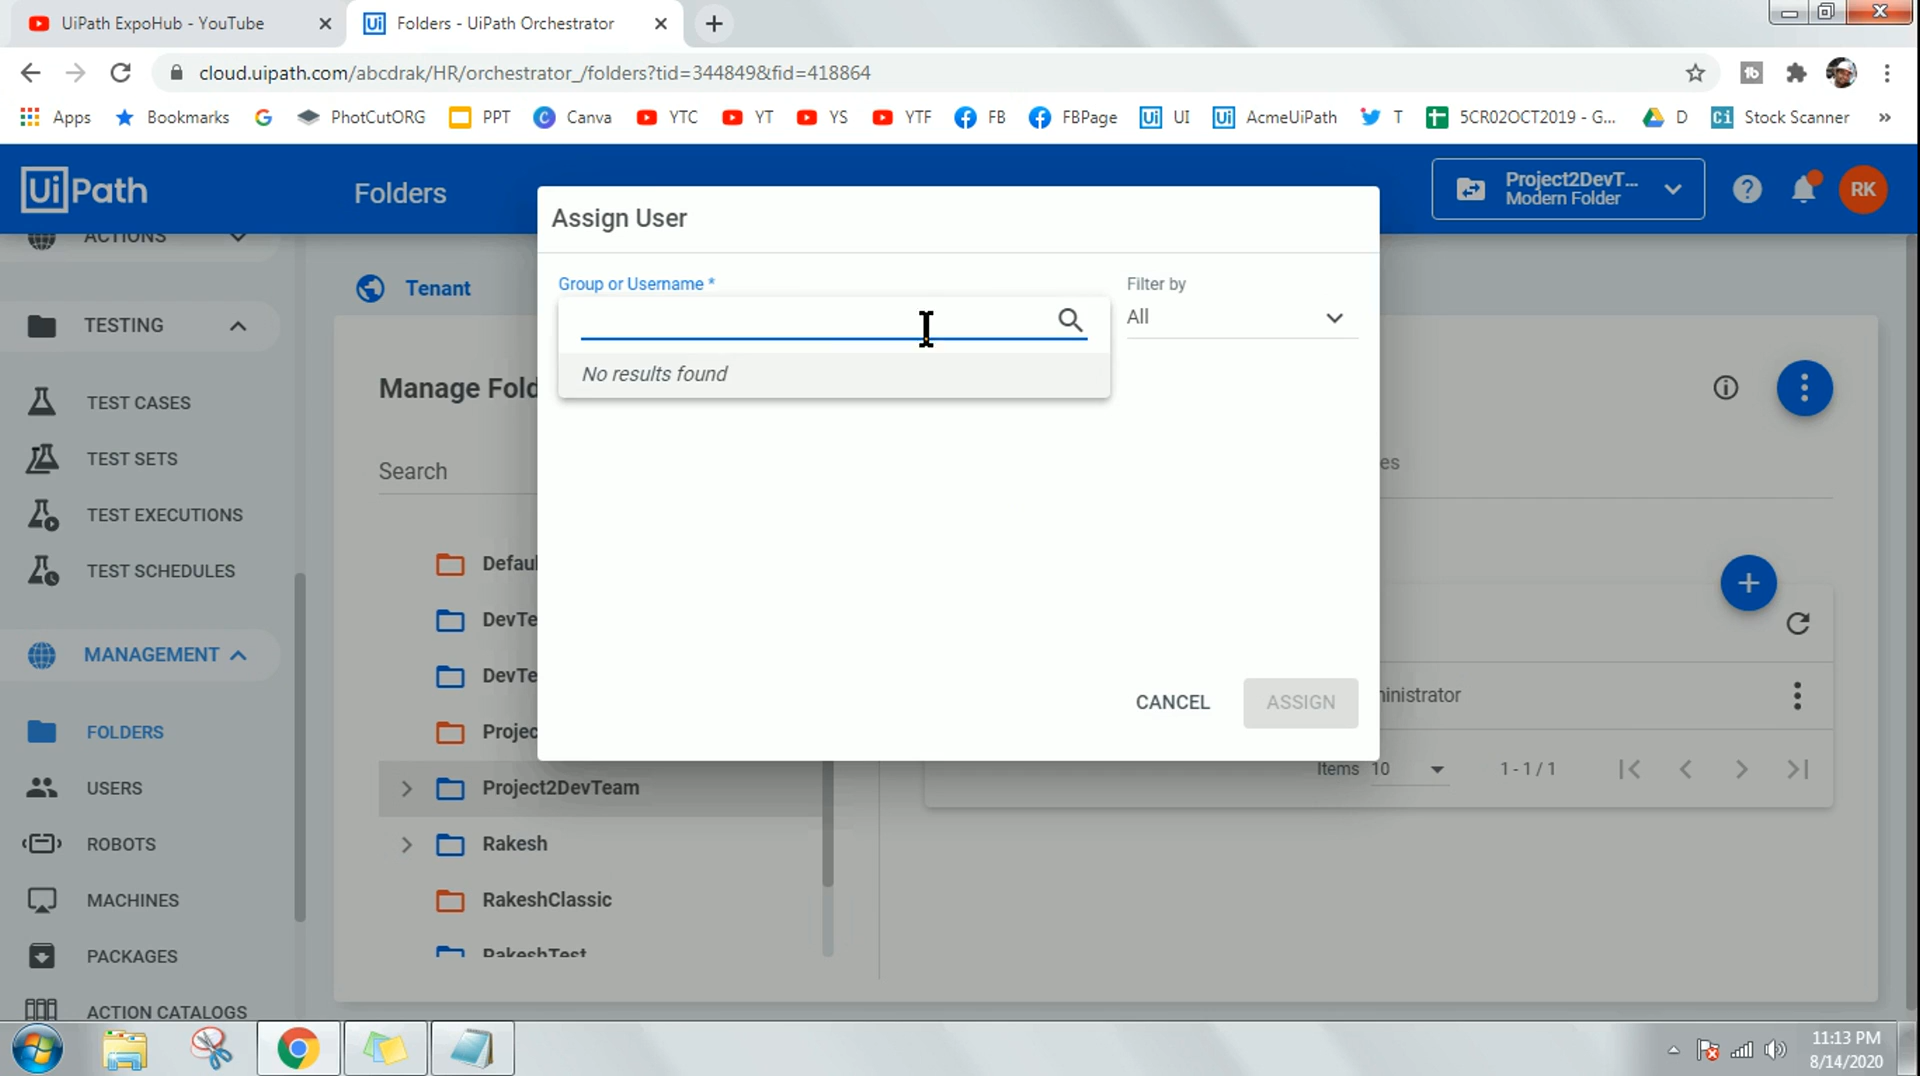 UiPath ExpoHub - YouTube
Folders - UiPath Orchestrator
cloud.uipath.com/abcdrak/HR/orchestrator_/folders?tid=344849&fid=418864
Apps
Bookmarks
PhotCutORG
PPT
Canva
YTC
YT
YS
YTF
FB
FBPage
UI
AcmeUiPath
T
5CR02OCT2019 - G...
D
Stock Scanner
»
UiPath
Folders
Project2DevT...
Modern Folder
RK
ACTIONS
TESTING
TEST CASES
TEST SETS
TEST EXECUTIONS
TEST SCHEDULES
MANAGEMENT
FOLDERS
USERS
ROBOTS
MACHINES
PACKAGES
ACTION CATALOGS
Tenant
Manage Fold
Search
Defaul
DevTe
DevTe
Projec
Project2DevTeam
Rakesh
RakeshClassic
RakeshTest
Assign User
Group or Username *
No results found
Filter by
All
CANCEL
ASSIGN
es
ninistrator
Items 10
1 - 1 / 1
11:13 PM
8/14/2020